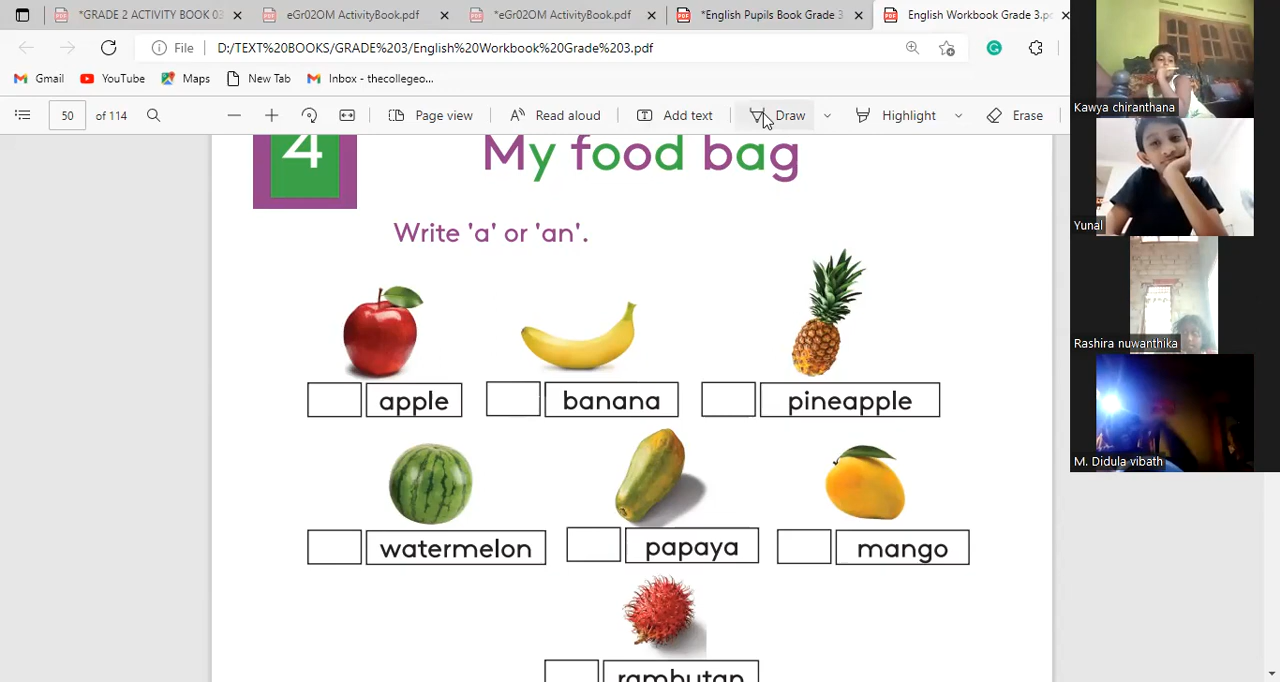 *GRADE 2 ACTIVITY BOOK 03
eGr02OM ActivityBook.pdf
*eGr02OM ActivityBook.pdf
*English Pupils Book Grade 3
English Workbook Grade 3.p
File D:/TEXT%20BOOKS/GRADE%203/English%20Workbook%20Grade%203.pdf
Gmail YouTube Maps New Tab Inbox - thecollegeo...
50 of 114 Page view Read aloud Add text Draw Highlight Erase
4
My food bag
Write 'a' or 'an'.
apple banana pineapple
watermelon papaya mango
rambutan
Kawya chiranthana
Yunal
Rashira nuwanthika
M. Didula vibath